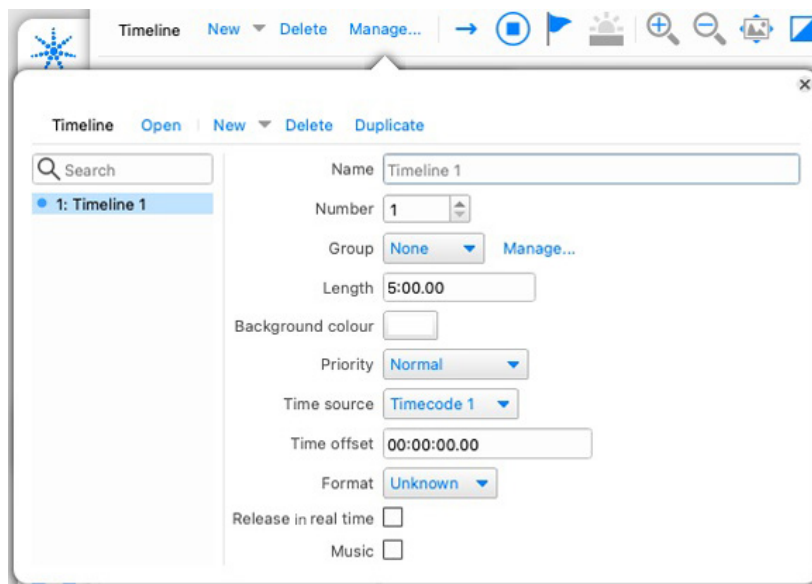 Timeline New Delete Manage...
Timeline Open New Delete Duplicate
Search
1: Timeline 1
Name Timeline 1
Number 1
Group None Manage...
Length 5:00.00
Background colour
Priority Normal
Time source Timecode 1
Time offset 00:00:00.00
Format Unknown
Release in real time
Music